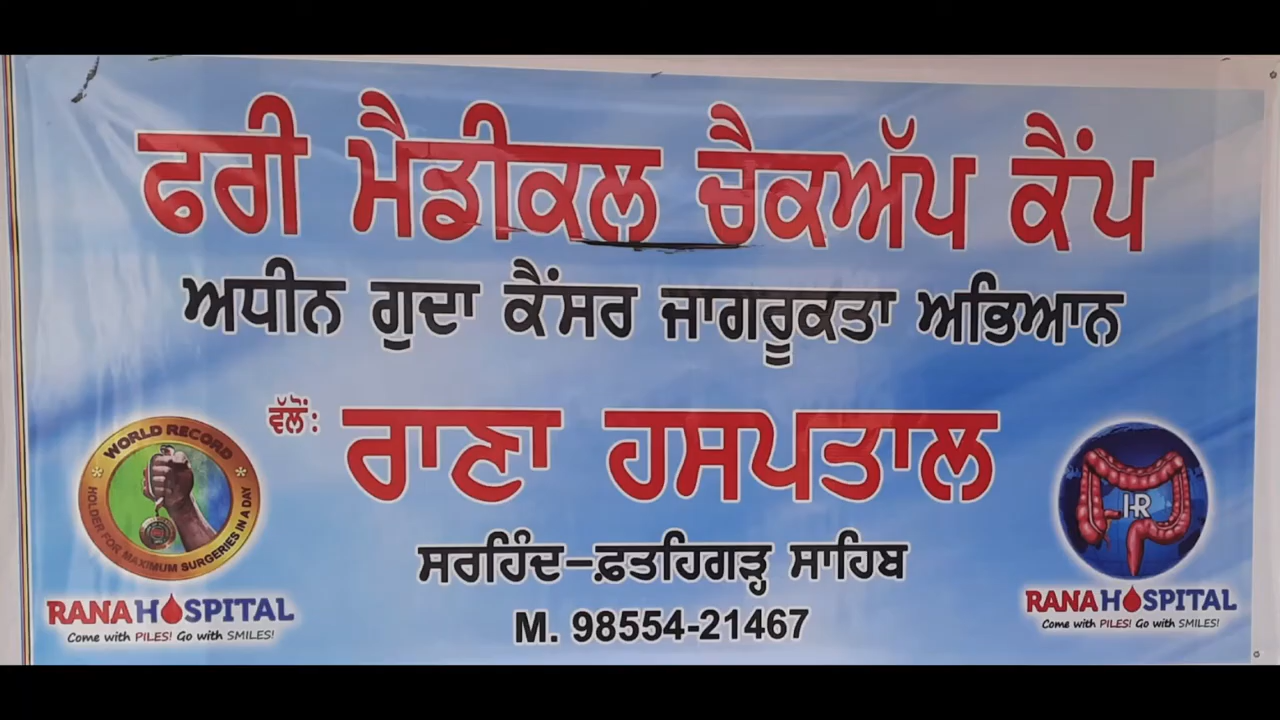 ਫਰੀ ਮੈਡੀਕਲ ਚੈਕਅੱਪ ਕੈਂਪ
ਅਧੀਨ ਗੁਦਾ ਕੈਂਸਰ ਜਾਗਰੂਕਤਾ ਅਭਿਆਨ
ਵੱਲੋਂ: ਰਾਣਾ ਹਸਪਤਾਲ
ਸਰਹਿੰਦ-ਫ਼ਤਹਿਗੜ੍ਹ ਸਾਹਿਬ
M. 98554-21467
WORLD RECORD
HOLDER FOR MAXIMUM SURGERIES IN A DAY
RANA HOSPITAL
Come with PILES! Go with SMILES!
HR
RANA HOSPITAL
Come with PILES! Go with SMILES!